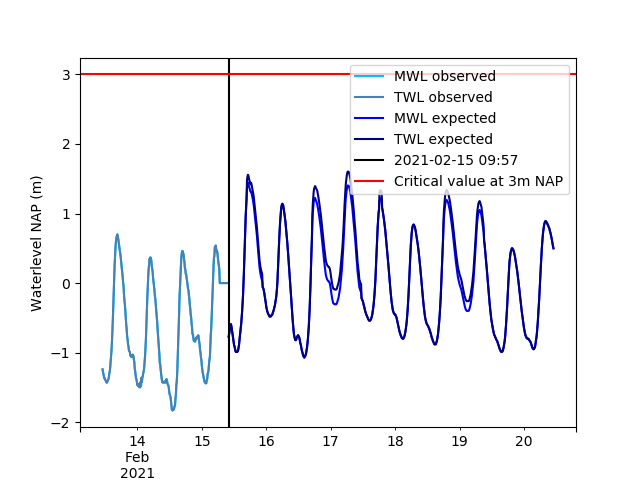 3
2
1
0
−1
−2
Waterlevel NAP (m)
MWL observed
TWL observed
MWL expected
TWL expected
2021-02-15 09:57
Critical value at 3m NAP
14 15 16 17 18 19 20
Feb
2021